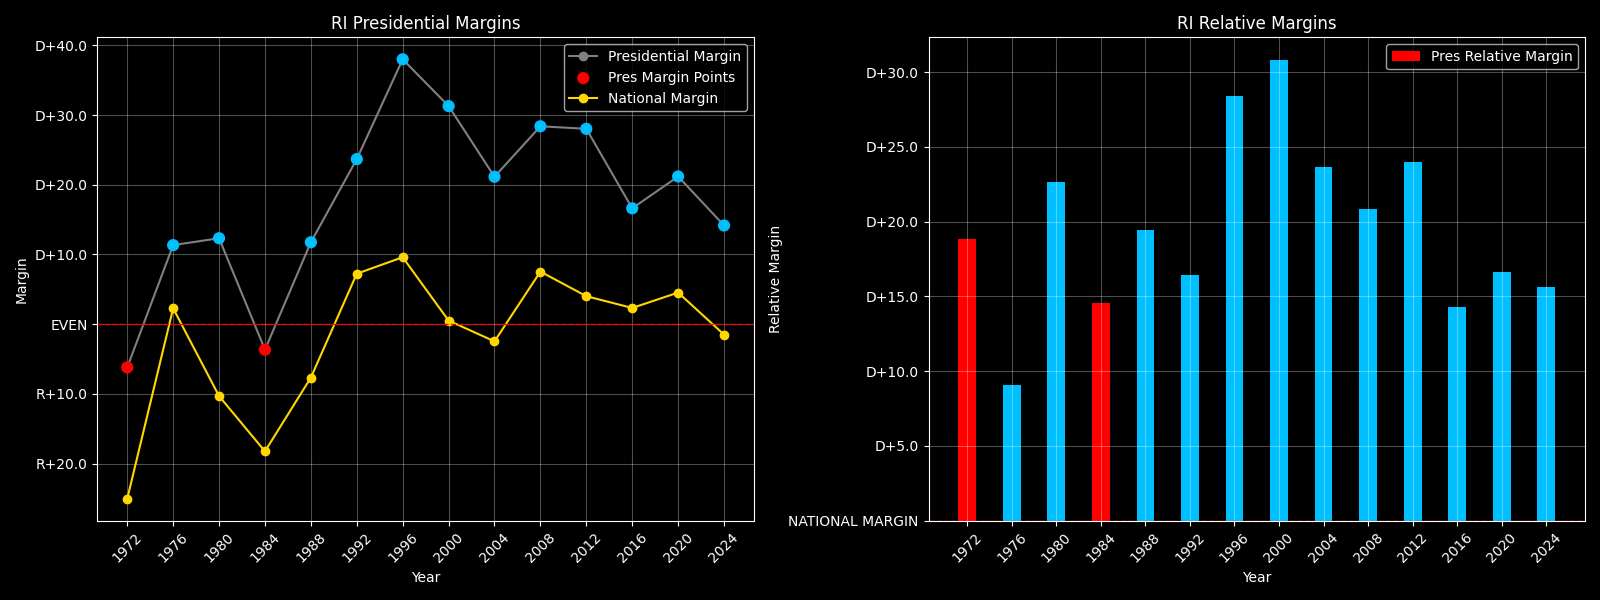 RI Presidential Margins
D+40.0
D+30.0
D+20.0
D+10.0
EVEN
R+10.0
R+20.0
Margin
Presidential Margin
Pres Margin Points
National Margin
1972
1976
1980
1984
1988
1992
1996
2000
2004
2008
2012
2016
2020
2024
Year
RI Relative Margins
D+30.0
D+25.0
D+20.0
D+15.0
D+10.0
D+5.0
NATIONAL MARGIN
Relative Margin
Pres Relative Margin
1972
1976
1980
1984
1988
1992
1996
2000
2004
2008
2012
2016
2020
2024
Year